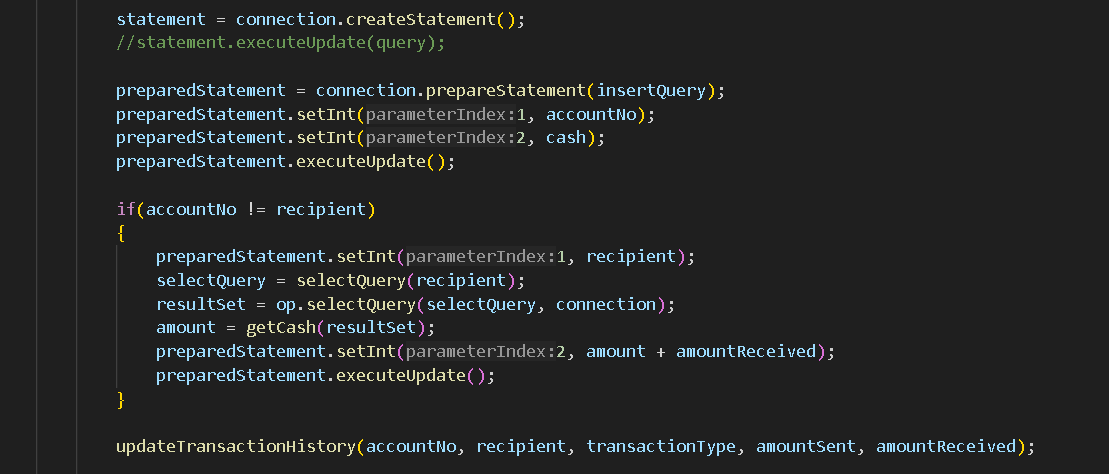 statement = connection.createStatement();
//statement.executeUpdate(query);
preparedStatement = connection.prepareStatement(insertQuery);
preparedStatement.setInt(parameterIndex:1, accountNo);
preparedStatement.setInt(parameterIndex:2, cash);
preparedStatement.executeUpdate();
if(accountNo != recipient)
{
preparedStatement.setInt(parameterIndex:1, recipient);
selectQuery = selectQuery(recipient);
resultSet = op.selectQuery(selectQuery, connection);
amount = getCash(resultSet);
preparedStatement.setInt(parameterIndex:2, amount + amountReceived);
preparedStatement.executeUpdate();
}
updateTransactionHistory(accountNo, recipient, transactionType, amountSent, amountReceived);